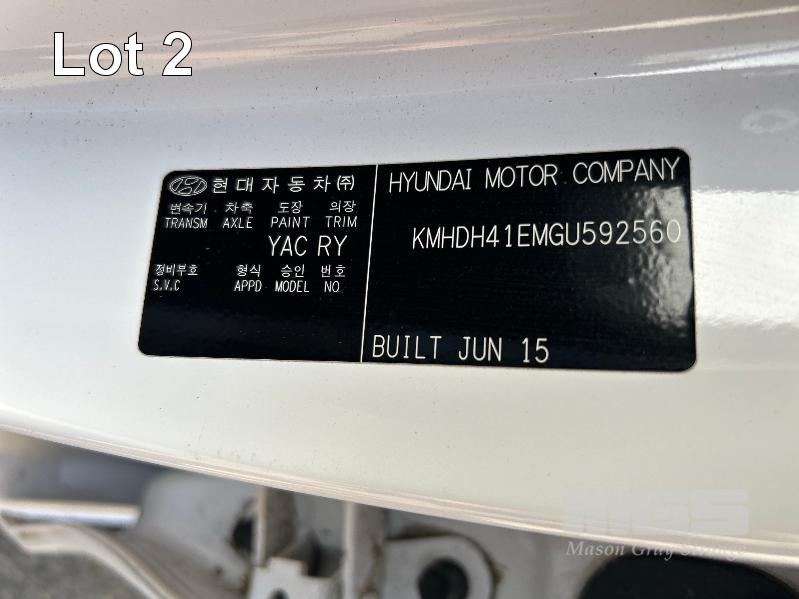 Lot 2
현대자동차(주)
변속기 차축 도장 의장
TRANSM AXLE PAINT TRIM
YAC RY
정비부호 형식 승인 번호
S.V.C APPD MODEL NO.
HYUNDAI MOTOR COMPANY
KMHDH41EMGU592560
BUILT JUN 15
MGS
Mason Gray Strange